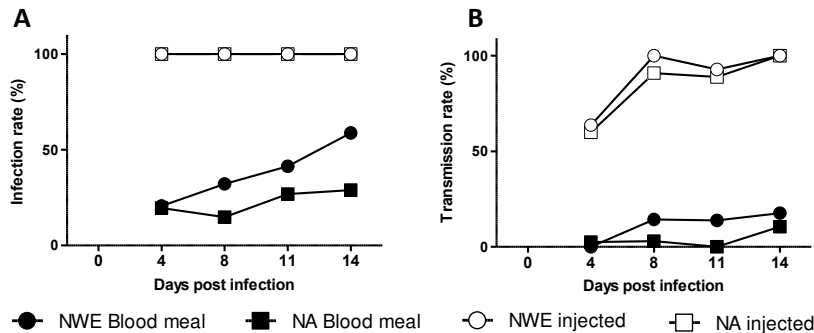 A
Infection rate (%)
100
50
0
0 4 8 11 14
Days post infection
B
Transmission rate (%)
100
50
0
0 4 8 11 14
Days post infection
NWE Blood meal NA Blood meal NWE injected NA injected